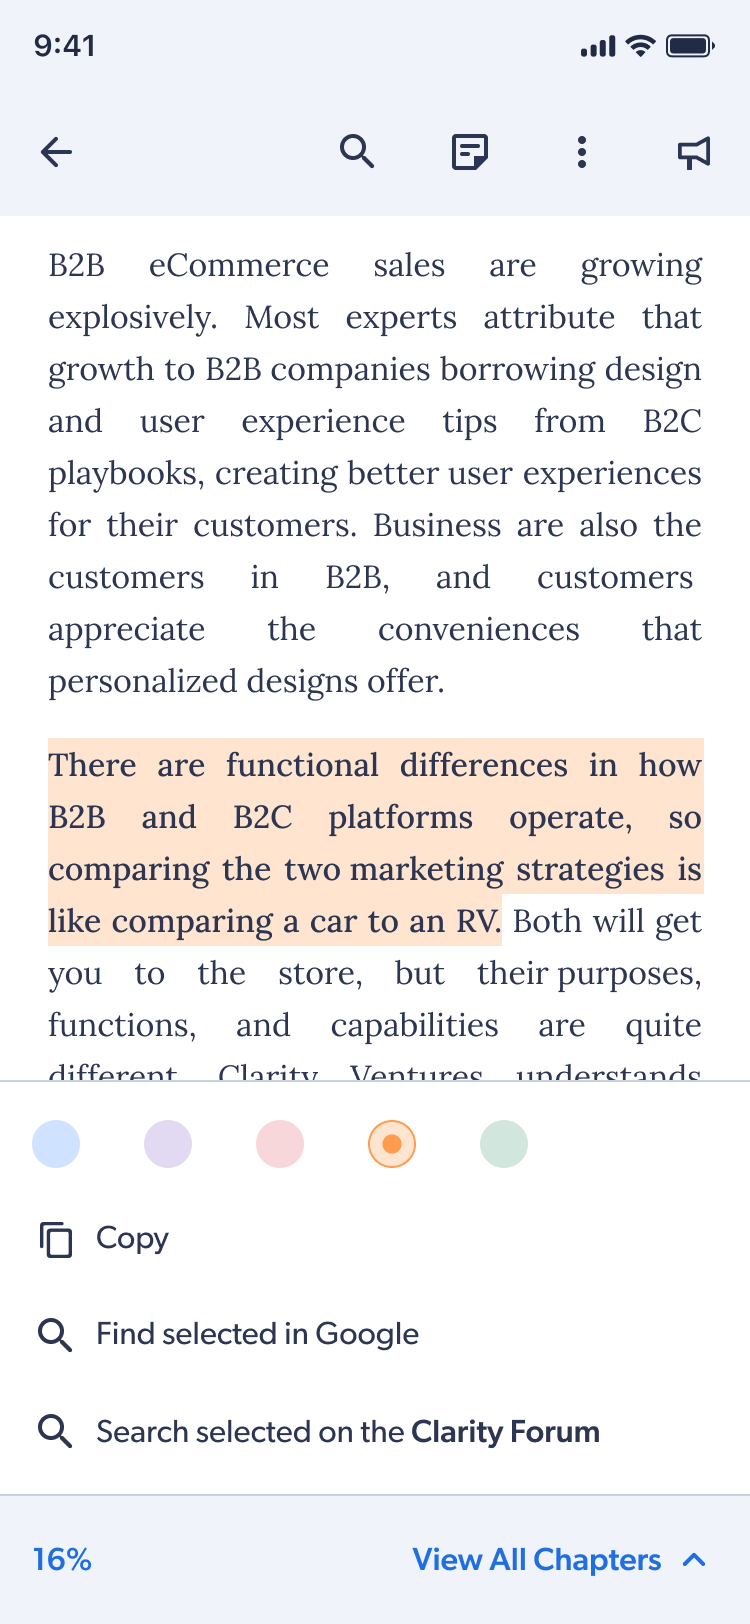 9:41
B2B eCommerce sales are growing
explosively. Most experts attribute that
growth to B2B companies borrowing design
and user experience tips from B2C
playbooks, creating better user experiences
for their customers. Business are also the
customers in B2B, and customers
appreciate the conveniences that
personalized designs offer.
There are functional differences in how
B2B and B2C platforms operate, so
comparing the two marketing strategies is
like comparing a car to an RV. Both will get
you to the store, but their purposes,
functions, and capabilities are quite
different. Clarity Ventures understands
Copy
Find selected in Google
Search selected on the Clarity Forum
16%
View All Chapters